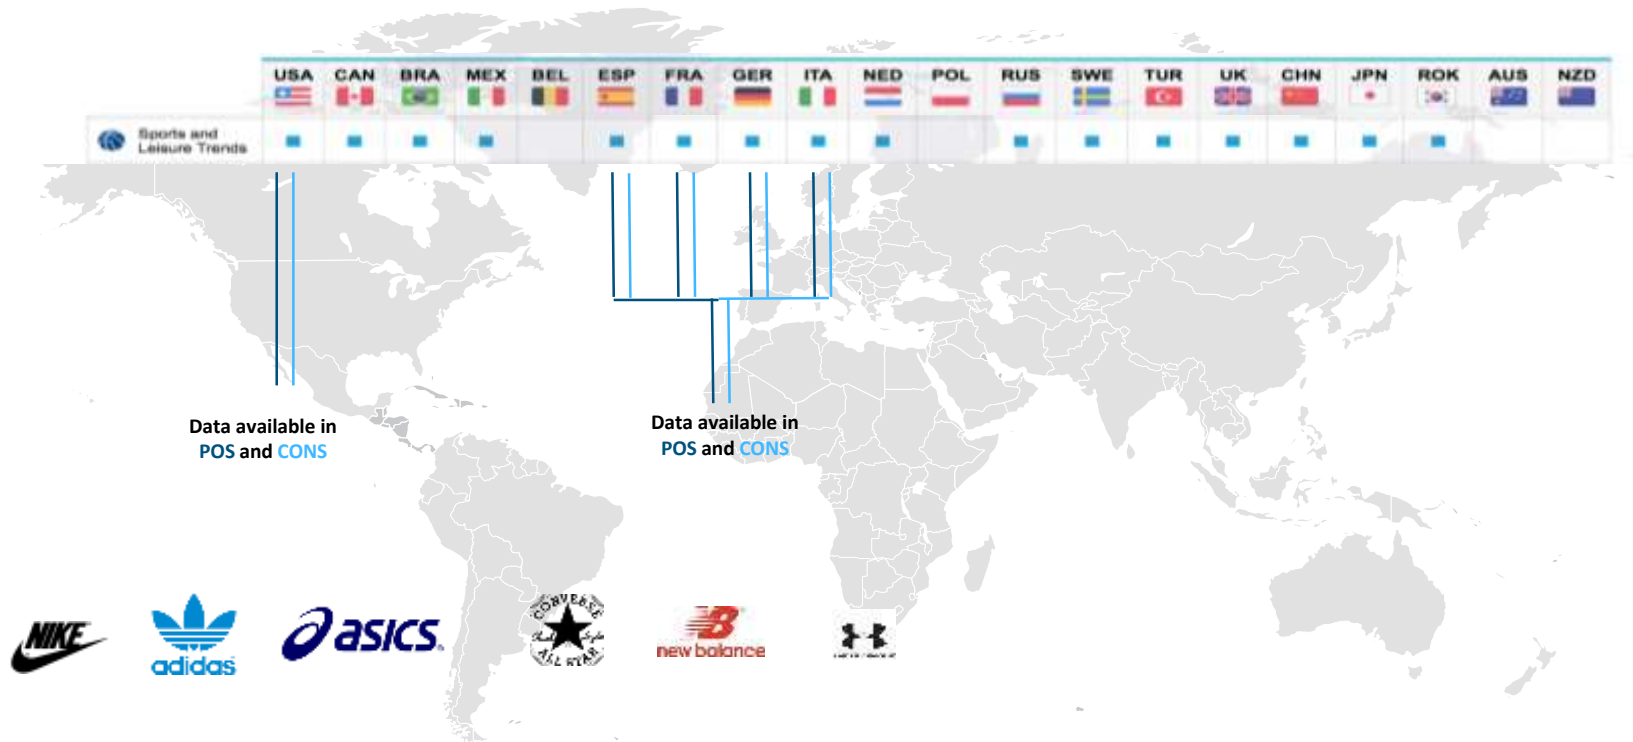 USA CAN BRA MEX BEL ESP FRA GER ITA NED POL RUS SWE TUR UK CHN JPN ROK AUS NZD
Sports and
Leisure Trends
Data available in
POS and CONS
Data available in
POS and CONS
NIKE
adidas
asics
CONVERSE
ALL STAR
new balance